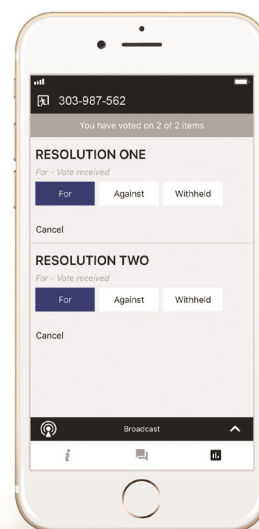 303-987-562
You have voted on 2 of 2 items
RESOLUTION ONE
For - Vote received
For Against Withheld
Cancel
RESOLUTION TWO
For - Vote received
For Against Withheld
Cancel
Broadcast
i